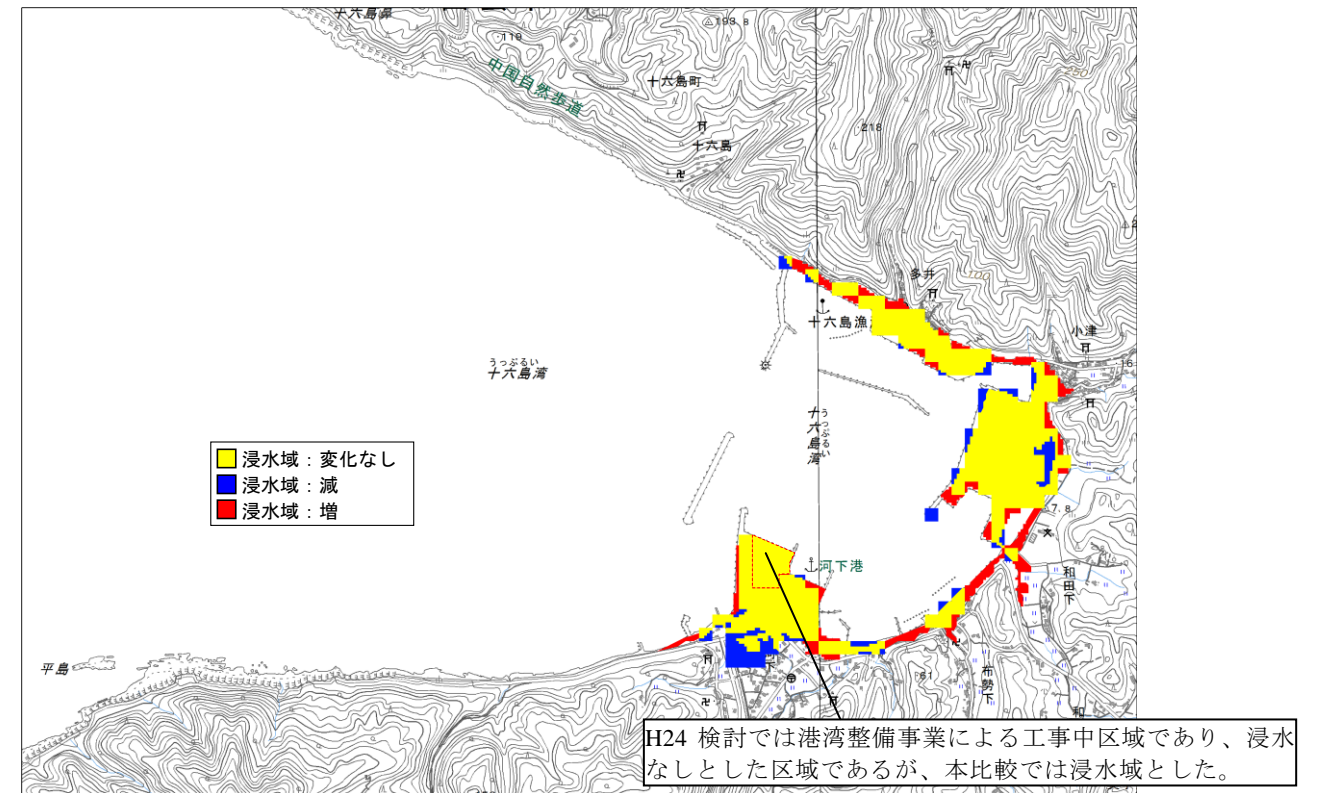 十六島鼻
119
193.8
中国自然歩道
十六島町
250
218
十六島
多井
100
十六島漁
小津
16
うっぷるい
十六島湾
うっぷるい
十六島湾
浸水域：変化なし
浸水域：減
浸水域：増
7.8
河下港
和田下
平島
布勢下
61
和
H24 検討では港湾整備事業による工事中区域であり、浸水
なしとした区域であるが、本比較では浸水域とした。